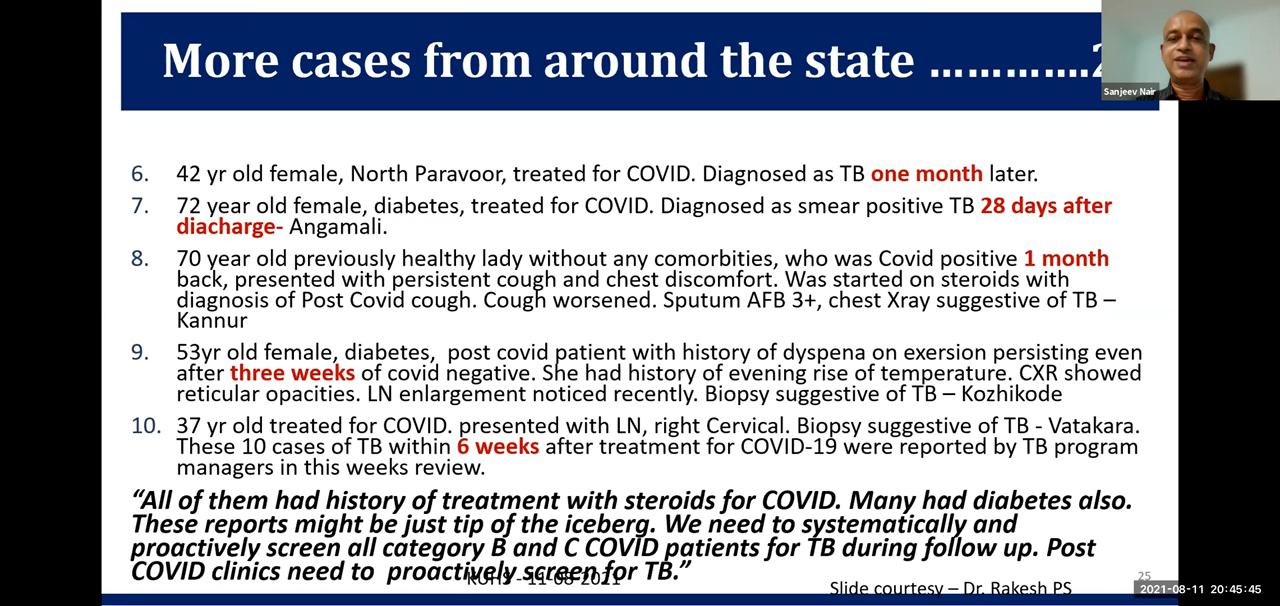 More cases from around the state …………..2
Sanjeev Nair
6. 42 yr old female, North Paravoor, treated for COVID. Diagnosed as TB one month later.
7. 72 year old female, diabetes, treated for COVID. Diagnosed as smear positive TB 28 days after
diacharge- Angamali.
8. 70 year old previously healthy lady without any comorbities, who was Covid positive 1 month
back, presented with persistent cough and chest discomfort. Was started on steroids with
diagnosis of Post Covid cough. Cough worsened. Sputum AFB 3+, chest Xray suggestive of TB –
Kannur
9. 53yr old female, diabetes, post covid patient with history of dyspena on exersion persisting even
after three weeks of covid negative. She had history of evening rise of temperature. CXR showed
reticular opacities. LN enlargement noticed recently. Biopsy suggestive of TB – Kozhikode
10. 37 yr old treated for COVID. presented with LN, right Cervical. Biopsy suggestive of TB - Vatakara.
These 10 cases of TB within 6 weeks after treatment for COVID-19 were reported by TB program
managers in this weeks review.
“All of them had history of treatment with steroids for COVID. Many had diabetes also.
These reports might be just tip of the iceberg. We need to systematically and
proactively screen all category B and C COVID patients for TB during follow up. Post
COVID clinics need to proactively screen for TB.”
KUHS - 11-08-2021
Slide courtesy – Dr. Rakesh PS
25
2021-08-11 20:45:45